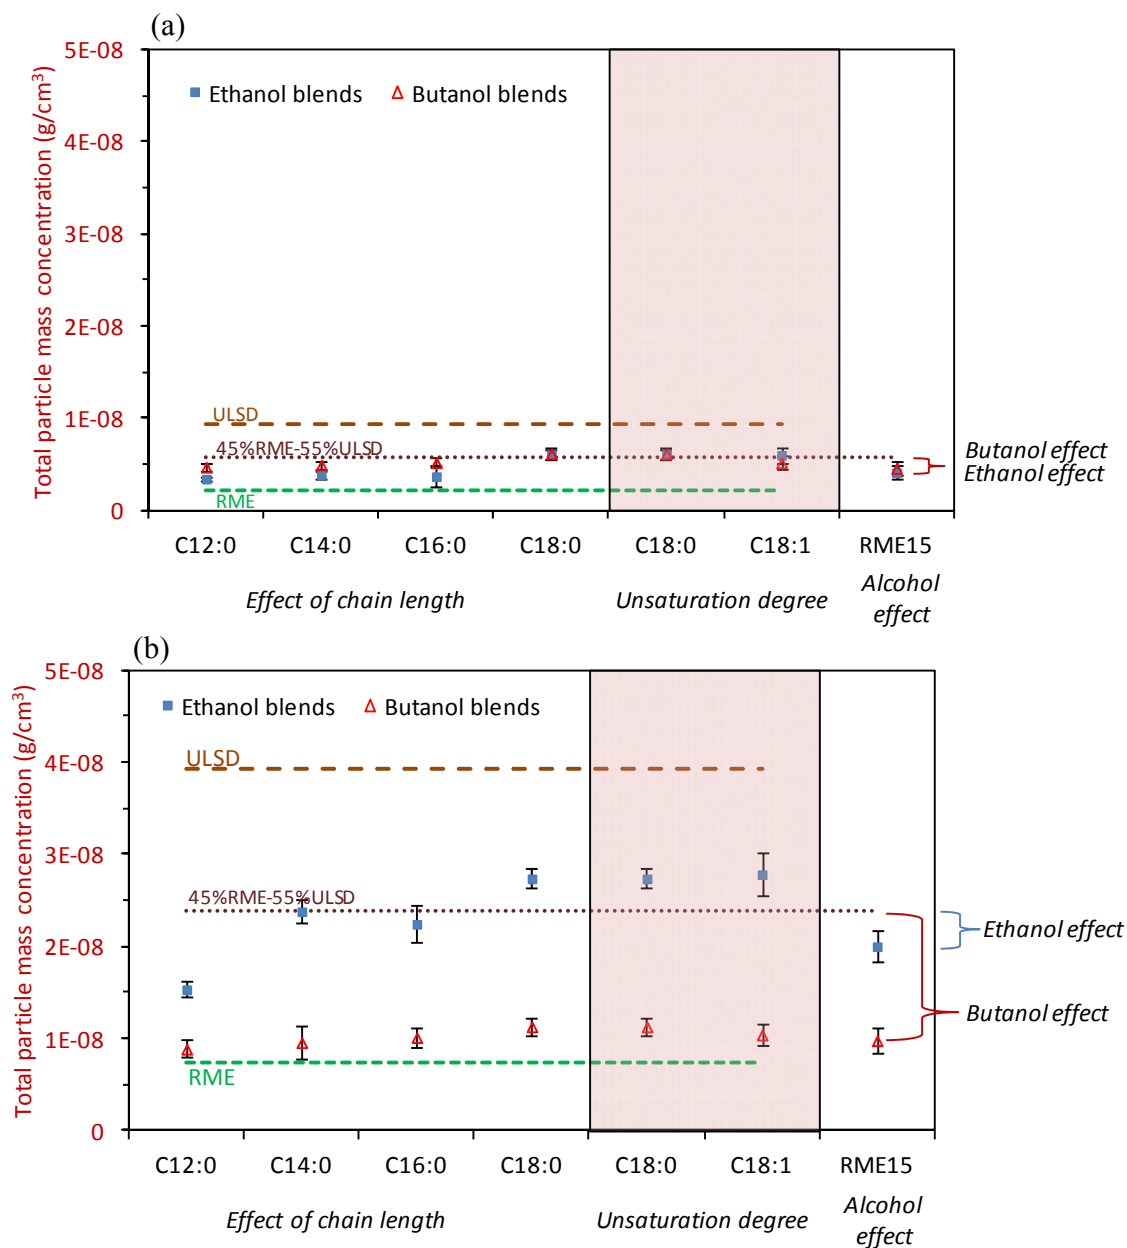 (a)
Total particle mass concentration (g/cm³)
5E-08
4E-08
3E-08
2E-08
1E-08
0
Ethanol blends
Butanol blends
ULSD
45%RME-55%ULSD
RME
Butanol effect
Ethanol effect
C12:0 C14:0 C16:0 C18:0 C18:0 C18:1 RME15
Effect of chain length
Unsaturation degree
Alcohol
effect
(b)
Total particle mass concentration (g/cm³)
5E-08
4E-08
3E-08
2E-08
1E-08
0
Ethanol blends
Butanol blends
ULSD
45%RME-55%ULSD
RME
Ethanol effect
Butanol effect
C12:0 C14:0 C16:0 C18:0 C18:0 C18:1 RME15
Effect of chain length
Unsaturation degree
Alcohol
effect